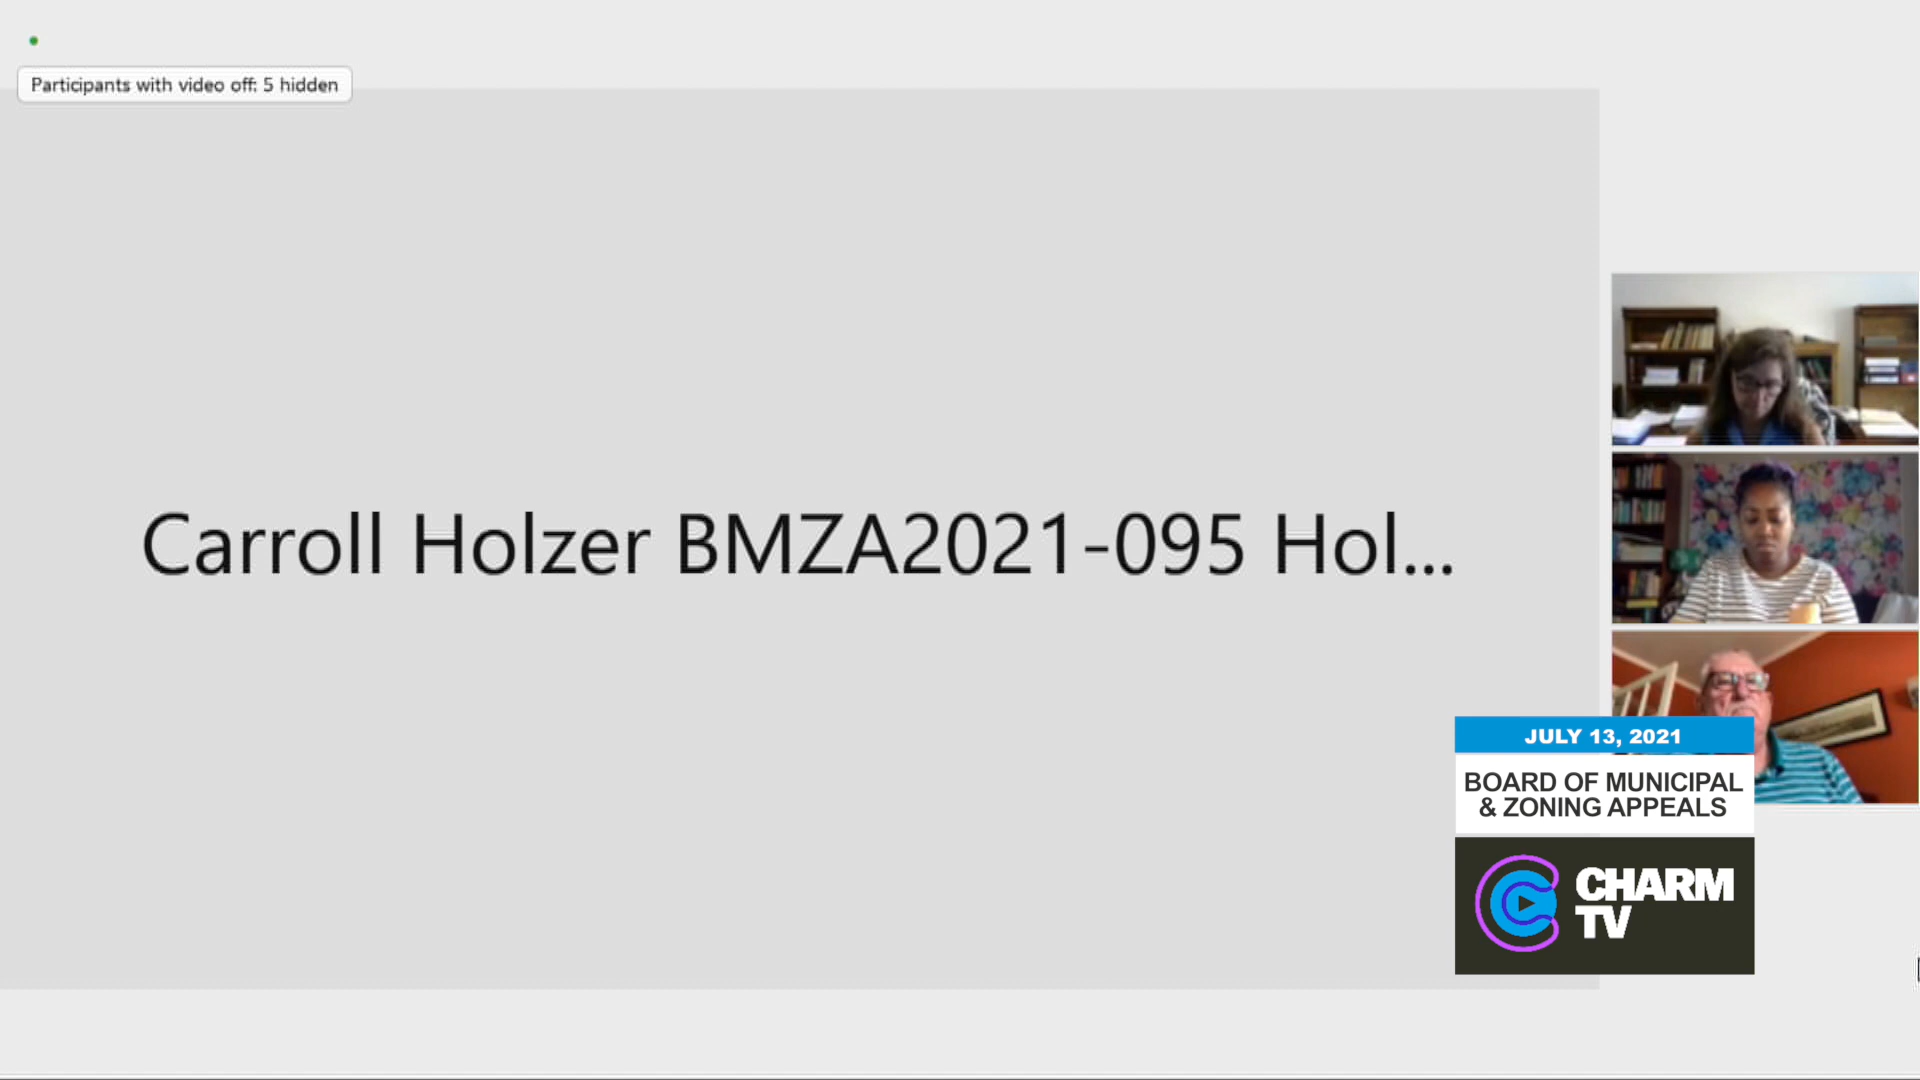 Participants with video off: 5 hidden
Carroll Holzer BMZA2021-095 Hol...
JULY 13, 2021
BOARD OF MUNICIPAL
& ZONING APPEALS
CHARM
TV